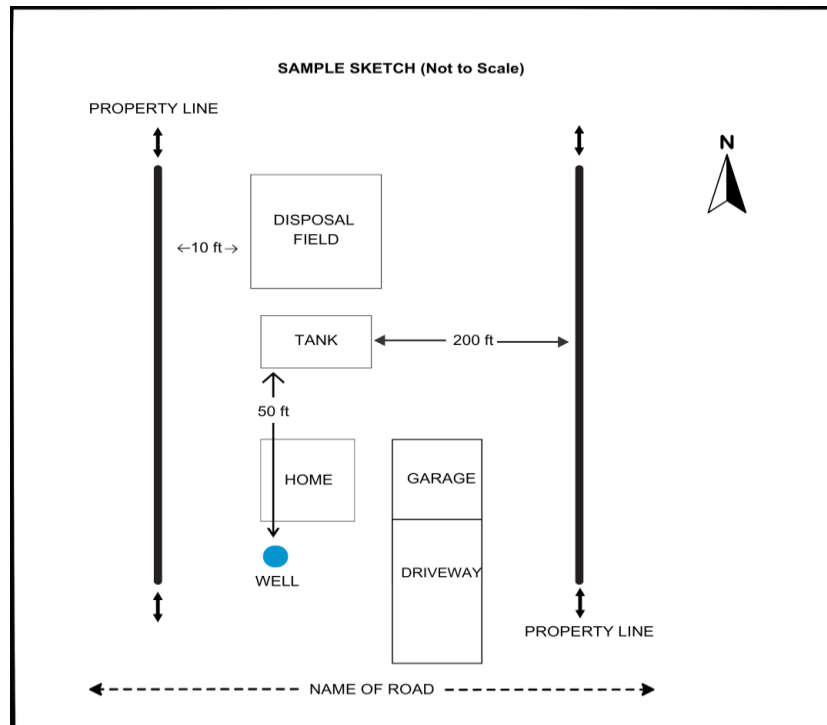 SAMPLE SKETCH (Not to Scale)
PROPERTY LINE
N
DISPOSAL
FIELD
10 ft
TANK
200 ft
50 ft
HOME
GARAGE
WELL
DRIVEWAY
PROPERTY LINE
NAME OF ROAD